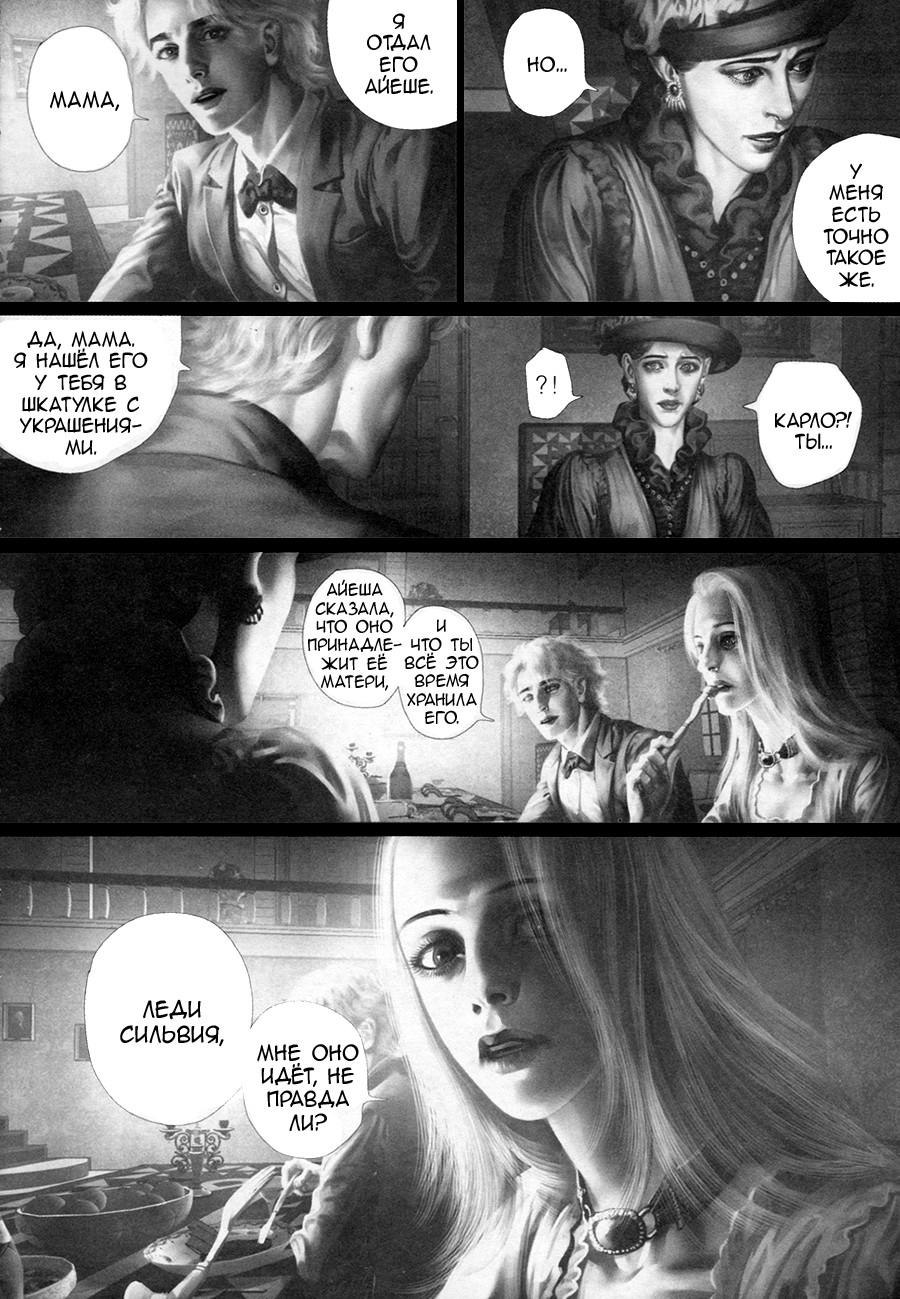 МАМА,
Я
ОТДАЛ
ЕГО
АЙЕШЕ.
НО...
У
МЕНЯ
ЕСТЬ
ТОЧНО
ТАКОЕ
ЖЕ.
ДА, МАМА.
Я НАШЁЛ ЕГО
У ТЕБЯ В
ШКАТУЛКЕ С
УКРАШЕНИЯ-
МИ.
?!
КАРЛО?!
ТЫ...
АЙЕША
СКАЗАЛА,
ЧТО ОНО
ПРИНАДЛЕ-
ЖИТ ЕЁ
МАТЕРИ,
И
ЧТО ТЫ
ВСЁ ЭТО
ВРЕМЯ
ХРАНИЛА
ЕГО.
ЛЕДИ
СИЛЬВИЯ,
МНЕ ОНО
ИДЁТ, НЕ
ПРАВДА
ЛИ?